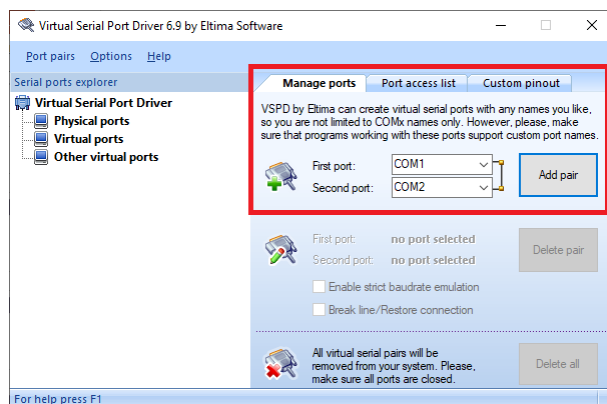 Virtual Serial Port Driver 6.9 by Eltima Software
Port pairs Options Help
Serial ports explorer
Virtual Serial Port Driver
Physical ports
Virtual ports
Other virtual ports
Manage ports Port access list Custom pinout
VSPD by Eltima can create virtual serial ports with any names you like,
so you are not limited to COMx names only. However, please, make
sure that programs working with these ports support custom port names.
First port: COM1
Second port: COM2
Add pair
First port: no port selected
Second port: no port selected
Delete pair
Enable strict baudrate emulation
Break line/Restore connection
All virtual serial pairs will be
removed from your system. Please,
make sure all ports are closed.
Delete all
For help press F1